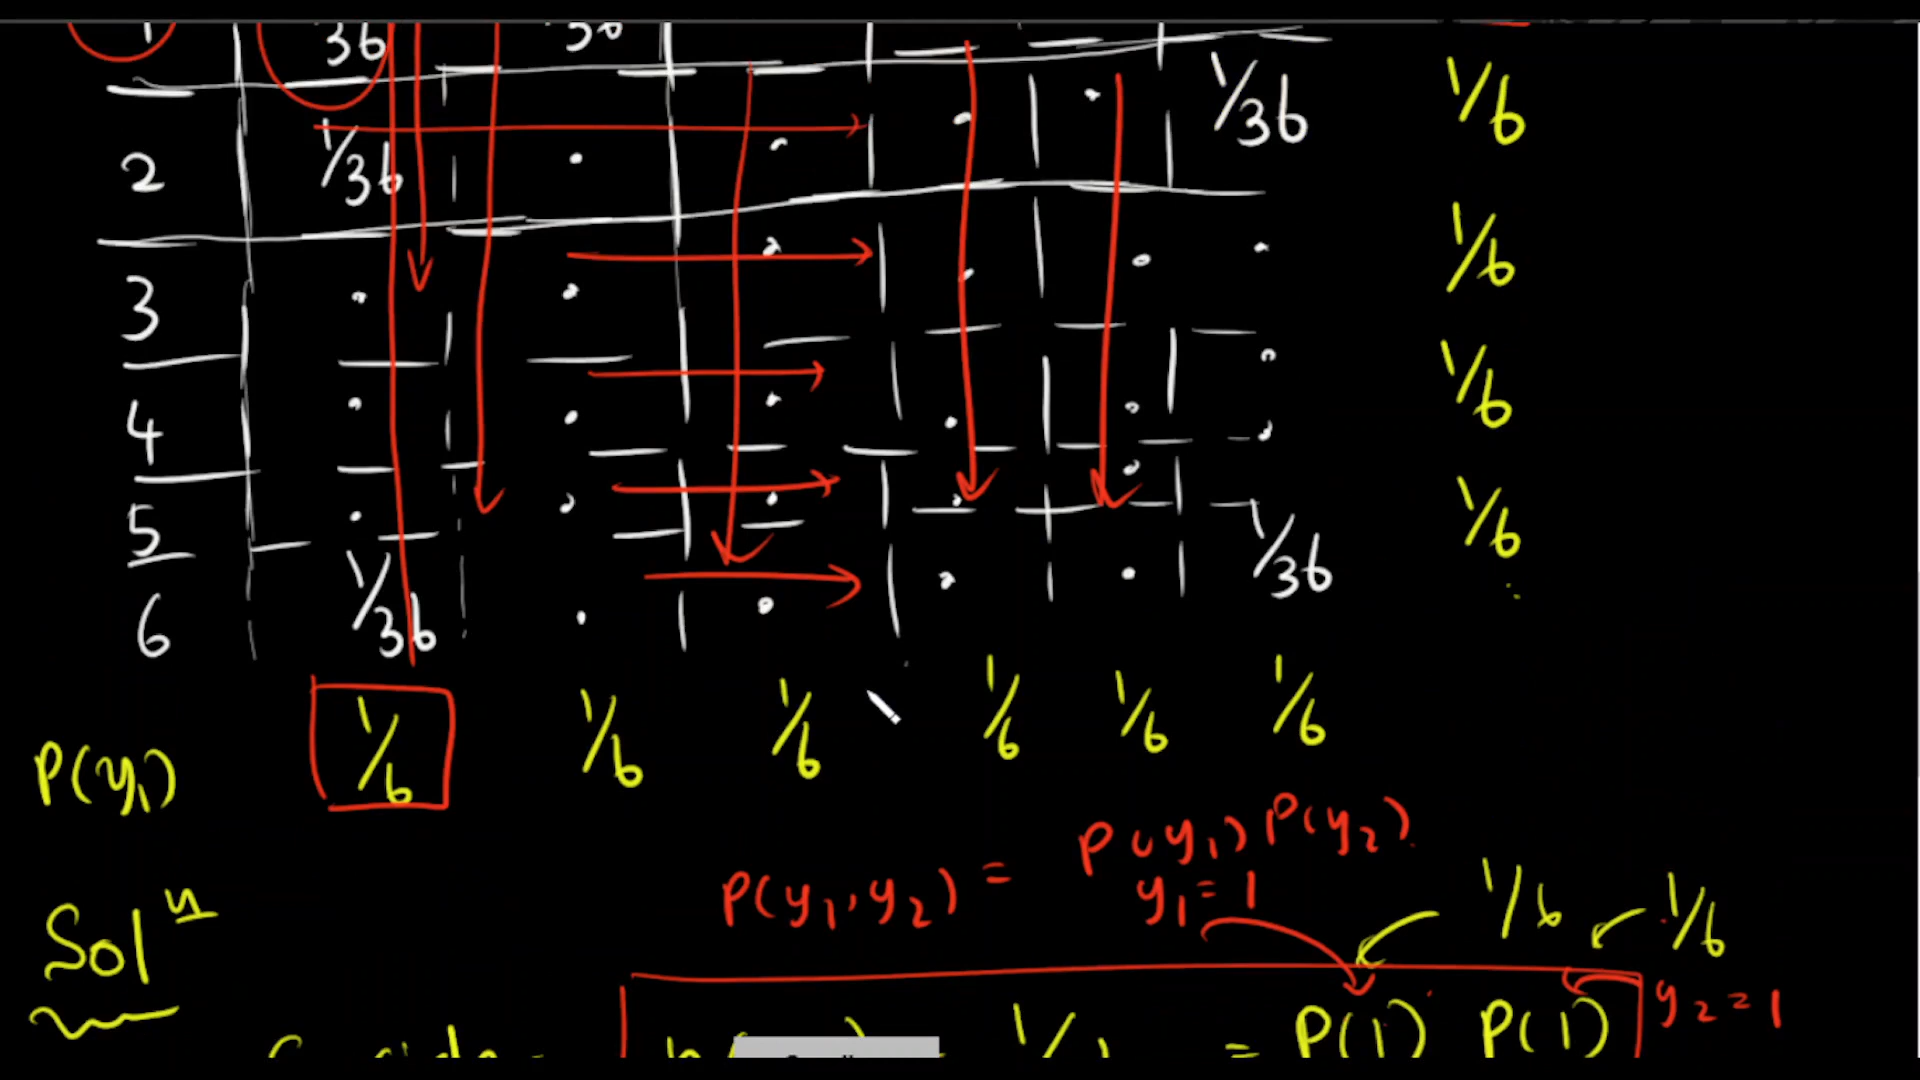 1 36 36
2 1/36 1/36 1/6
3 1/6
4 1/6
5 1/6
6 1/36 1/36
P(y₁) 1/6 1/6 1/6 1/6 1/6 1/6
P(y₁,y₂) = P(y₁) P(y₂)
y₁=1
Solⁿ 1/6 1/6
= P(1) P(1) y₂=1